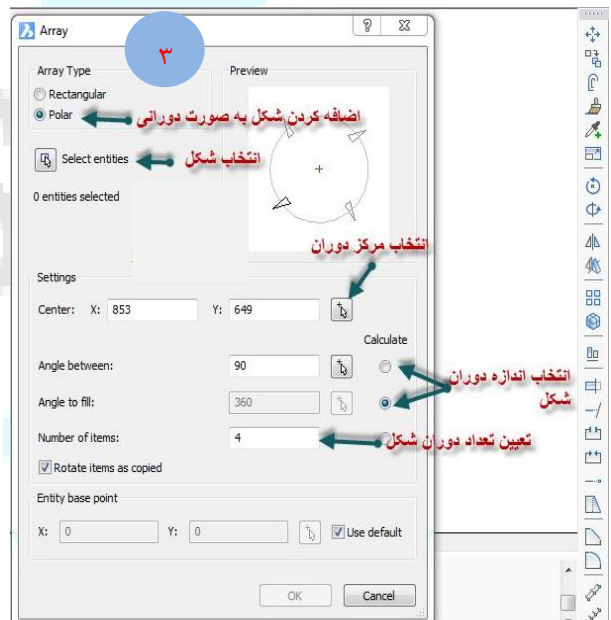 Array
۳
Array Type
Preview
Rectangular
Polar
اضافه کردن شکل به صورت دورانی
Select entities
انتخاب شکل
0 entities selected
انتخاب مرکز دوران
Settings
Center: X: 853 Y: 649
Calculate
Angle between: 90
انتخاب اندازه دوران
شکل
Angle to fill: 360
Number of items: 4
تعیین تعداد دوران شکل
Rotate items as copied
Entity base point
X: 0 Y: 0 Use default
OK Cancel